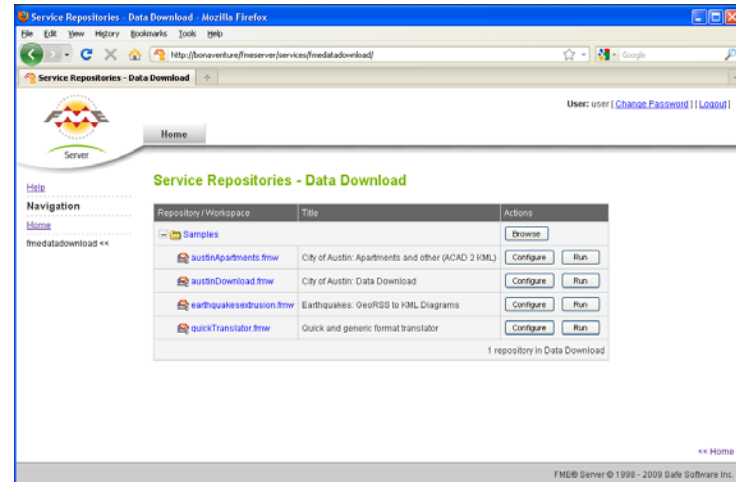 Service Repositories - Data Download - Mozilla Firefox
File Edit View History Bookmarks Tools Help
http://bonaventure/fmeserver/services/fmedatadownload/
Google
Service Repositories - Data Download
User: user [ Change Password ] [ Logout ]
FME
Server
Home
Help
Navigation
Home
fmedatadownload <<
Service Repositories - Data Download
Repository / Workspace Title Actions
Samples Browse
austinApartments.fmw City of Austin: Apartments and other (ACAD 2 KML) Configure Run
austinDownload.fmw City of Austin: Data Download Configure Run
earthquakesextrusion.fmw Earthquakes: GeoRSS to KML Diagrams Configure Run
quickTranslator.fmw Quick and generic format translator Configure Run
1 repository in Data Download
<< Home
FME® Server © 1998 - 2009 Safe Software Inc.